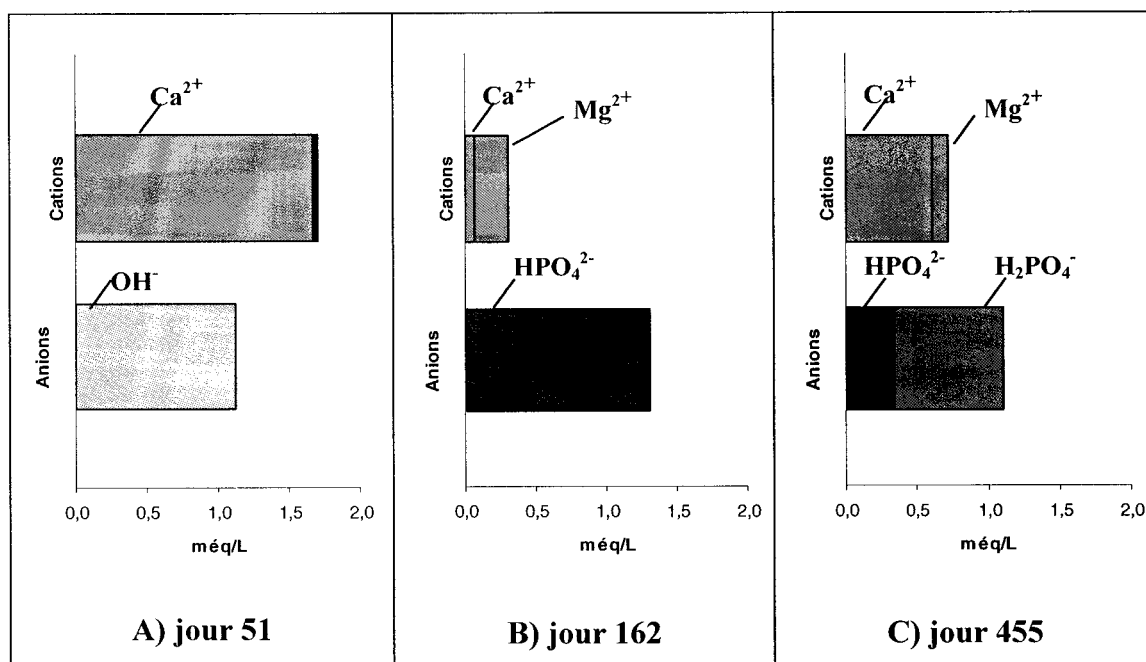 Ca²⁺
Cations
OH⁻
Anions
0,0 0,5 1,0 1,5 2,0
méq/L
A) jour 51
Ca²⁺
Mg²⁺
Cations
HPO₄²⁻
Anions
0,0 0,5 1,0 1,5 2,0
méq/L
B) jour 162
Ca²⁺
Mg²⁺
Cations
HPO₄²⁻ H₂PO₄⁻
Anions
0,0 0,5 1,0 1,5 2,0
méq/L
C) jour 455